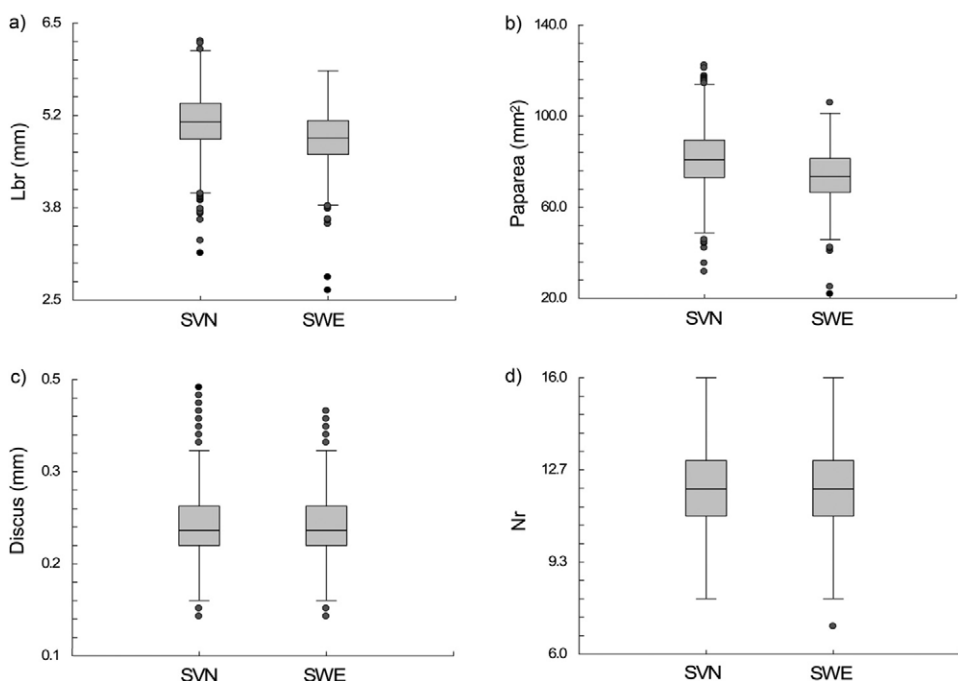 a)
6.5
5.2
3.8
2.5
Lbr (mm)
SVN SWE
b)
140.0
100.0
60.0
20.0
Paparea (mm²)
SVN SWE
c)
0.5
0.3
0.2
0.1
Discus (mm)
SVN SWE
d)
16.0
12.7
9.3
6.0
Nr
SVN SWE